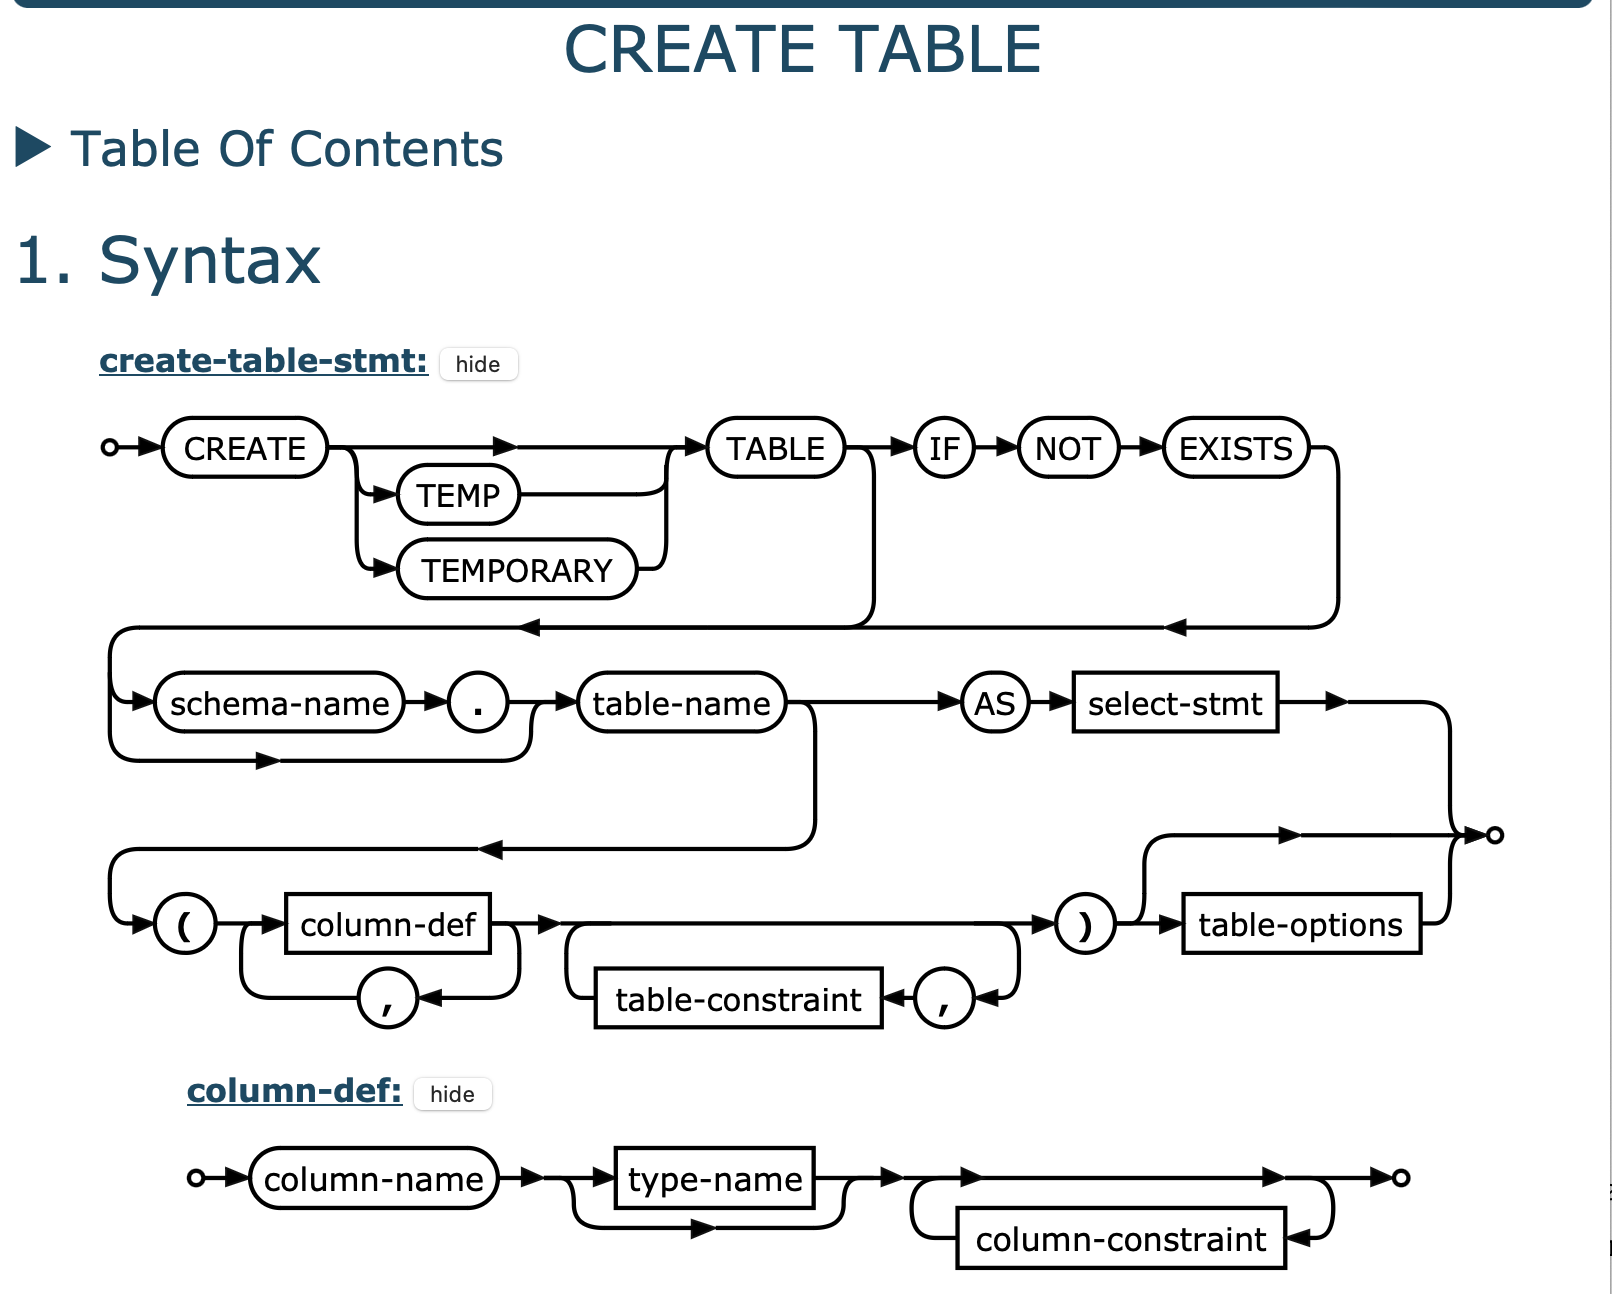 CREATE TABLE
▶ Table Of Contents
1. Syntax
create-table-stmt: hide
CREATE TABLE IF NOT EXISTS
TEMP
TEMPORARY
schema-name . table-name AS select-stmt
( column-def ) table-options
, table-constraint ,
column-def: hide
column-name type-name
column-constraint